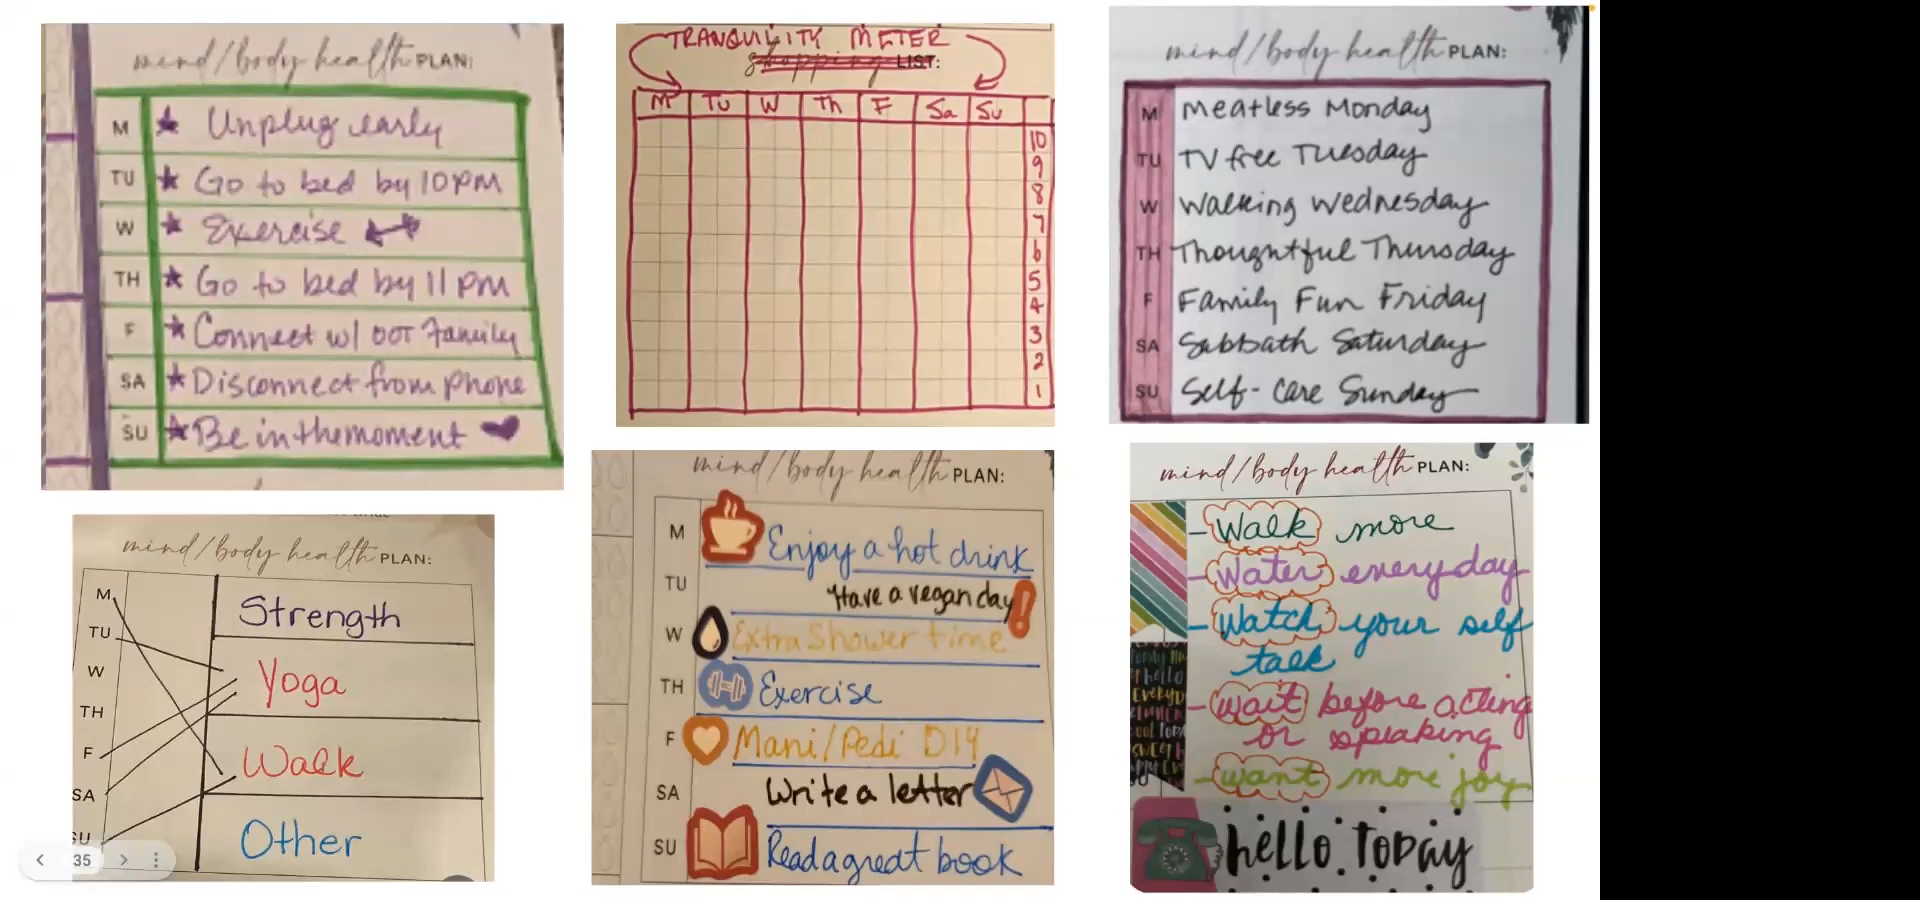 mind/body health PLAN:
M ★ Unplug early
TU ★ Go to bed by 10pm
W ★ Exercise
TH ★ Go to bed by 11 pm
F ★ Connect w/ OOT Family
SA ★ Disconnect from phone
SU ★ Be in the moment
TRANQUILITY METER
shopping LIST:
M TU W Th F Sa Su
10
9
8
7
6
5
4
3
2
1
mind/body health PLAN:
M Meatless Monday
TU TV free Tuesday
W Walking Wednesday
TH Thoughtful Thursday
F Family Fun Friday
SA Sabbath Saturday
SU Self-Care Sunday
mind/body health PLAN:
M
TU
W
TH
F
SA
SU
Strength
Yoga
Walk
Other
35
mind/body health PLAN:
M Enjoy a hot drink
TU Have a vegan day!
W Extra Shower time
TH Exercise
F Mani/Pedi DIY
SA Write a letter
SU Read a great book
mind/body health PLAN:
- Walk more
- Water everyday
- Watch your self
talk
- wait before acting
or speaking
- want more joy
hello today